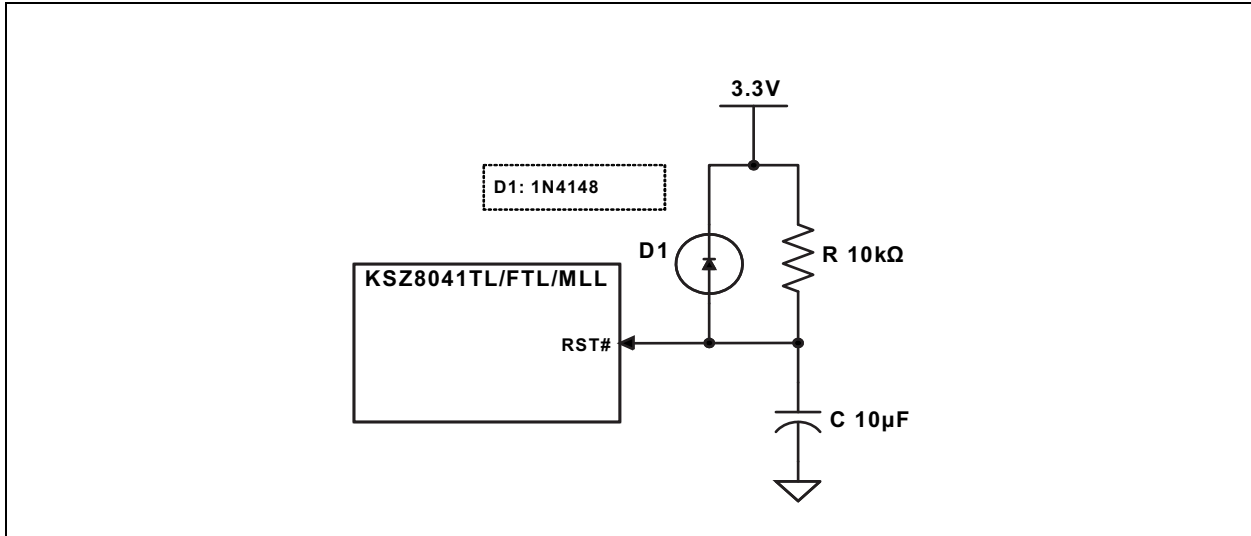 3.3V
D1: 1N4148
D1
R 10kΩ
KSZ8041TL/FTL/MLL
RST#
C 10µF